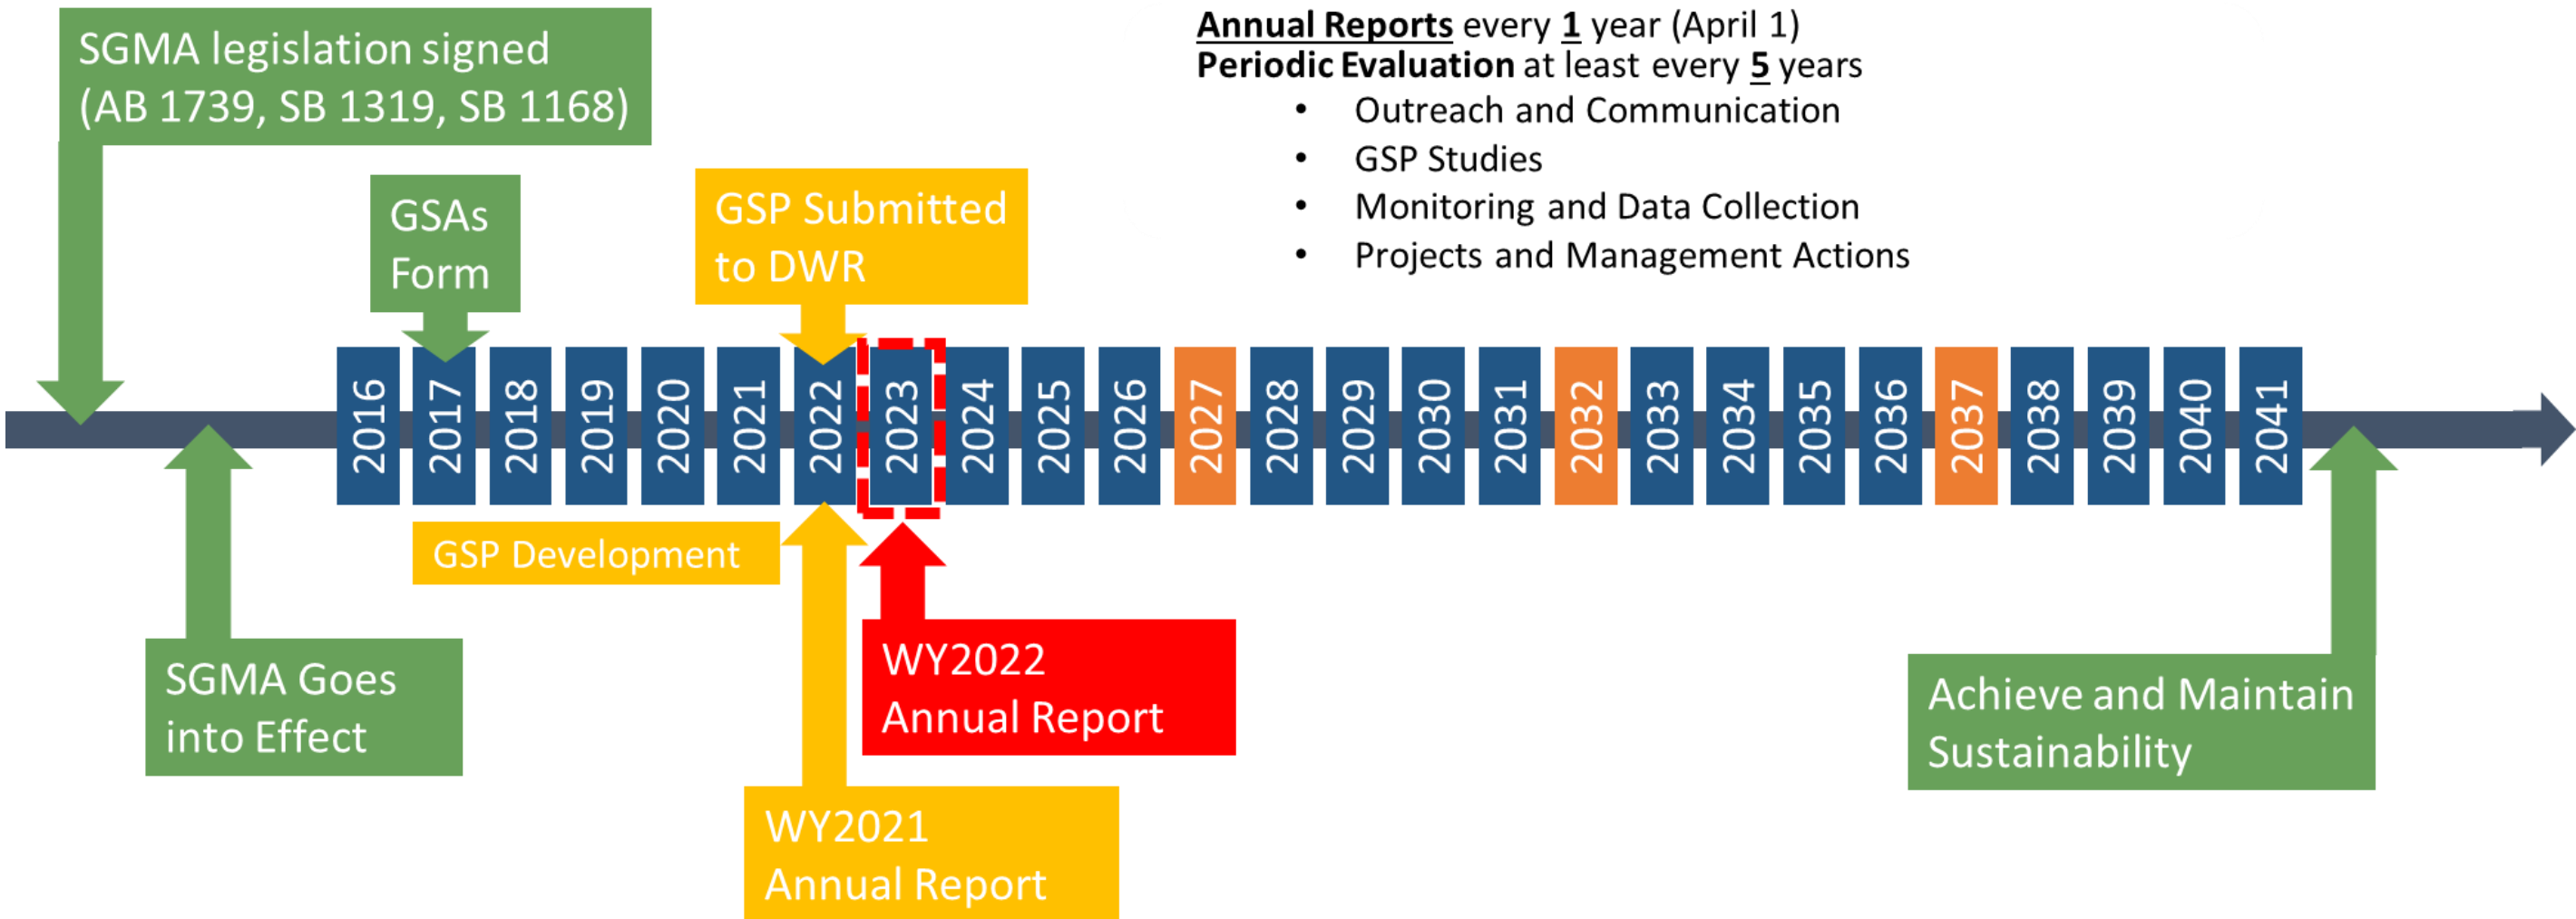 SGMA legislation signed
(AB 1739, SB 1319, SB 1168)
Annual Reports every 1 year (April 1)
Periodic Evaluation at least every 5 years
• Outreach and Communication
• GSP Studies
• Monitoring and Data Collection
• Projects and Management Actions
GSAs
Form
GSP Submitted
to DWR
2016
2017
2018
2019
2020
2021
2022
2023
2024
2025
2026
2027
2028
2029
2030
2031
2032
2033
2034
2035
2036
2037
2038
2039
2040
2041
GSP Development
SGMA Goes
into Effect
WY2022
Annual Report
WY2021
Annual Report
Achieve and Maintain
Sustainability